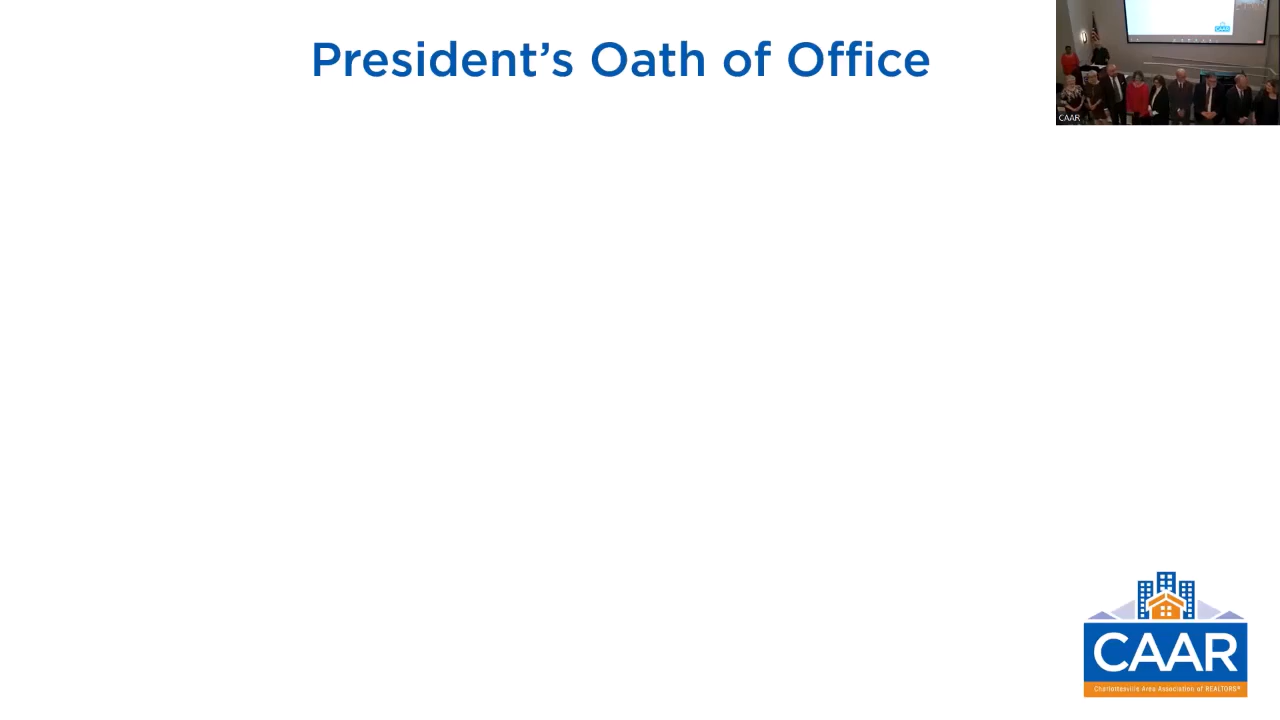 President's Oath of Office
CAAR
CAAR
CAAR
Charlottesville Area Association of REALTORS®